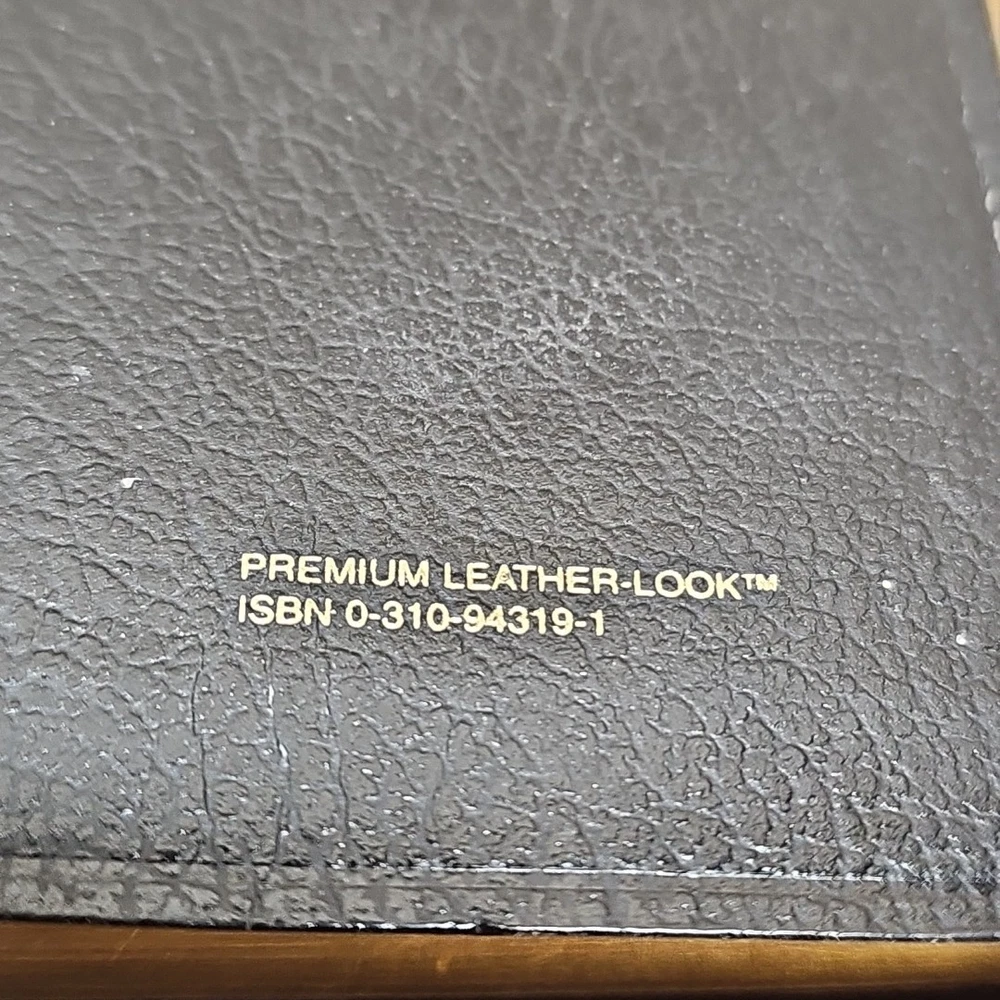 PREMIUM LEATHER-LOOK™
ISBN 0-310-94319-1